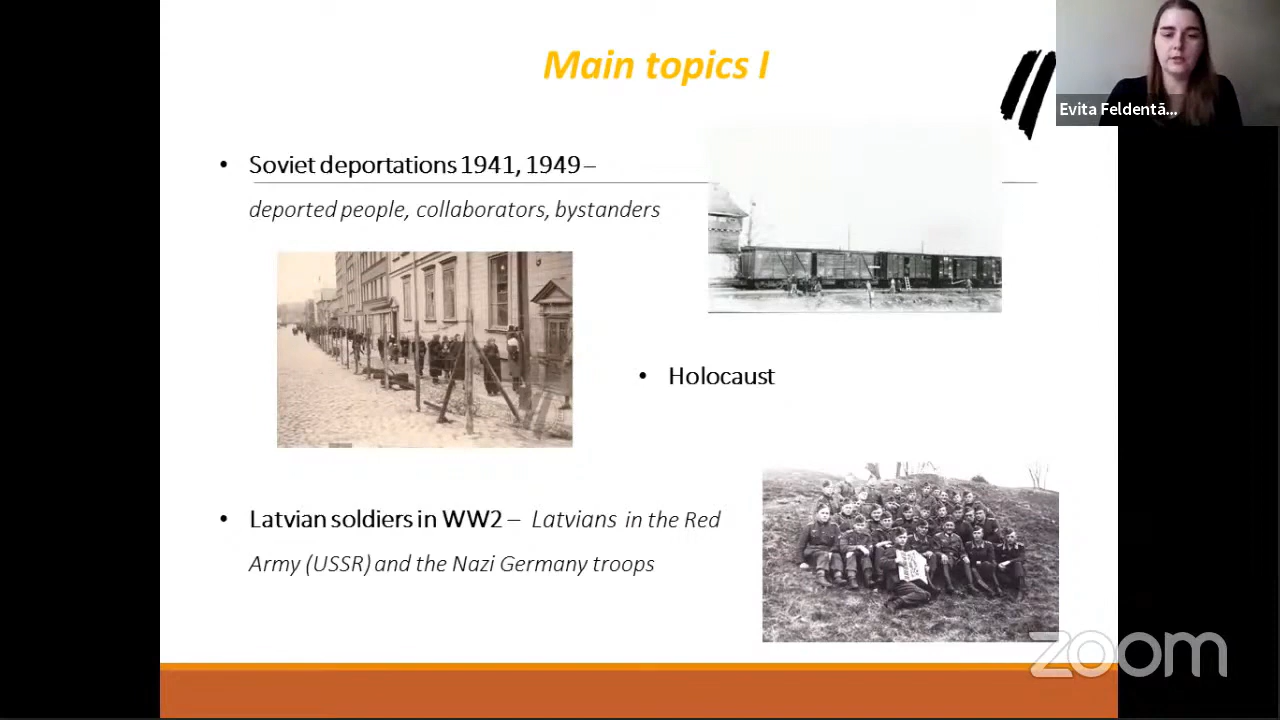 Main topics I
Evita Feldentā...
• Soviet deportations 1941, 1949 –
deported people, collaborators, bystanders
• Holocaust
• Latvian soldiers in WW2 – Latvians in the Red
Army (USSR) and the Nazi Germany troops
zoom